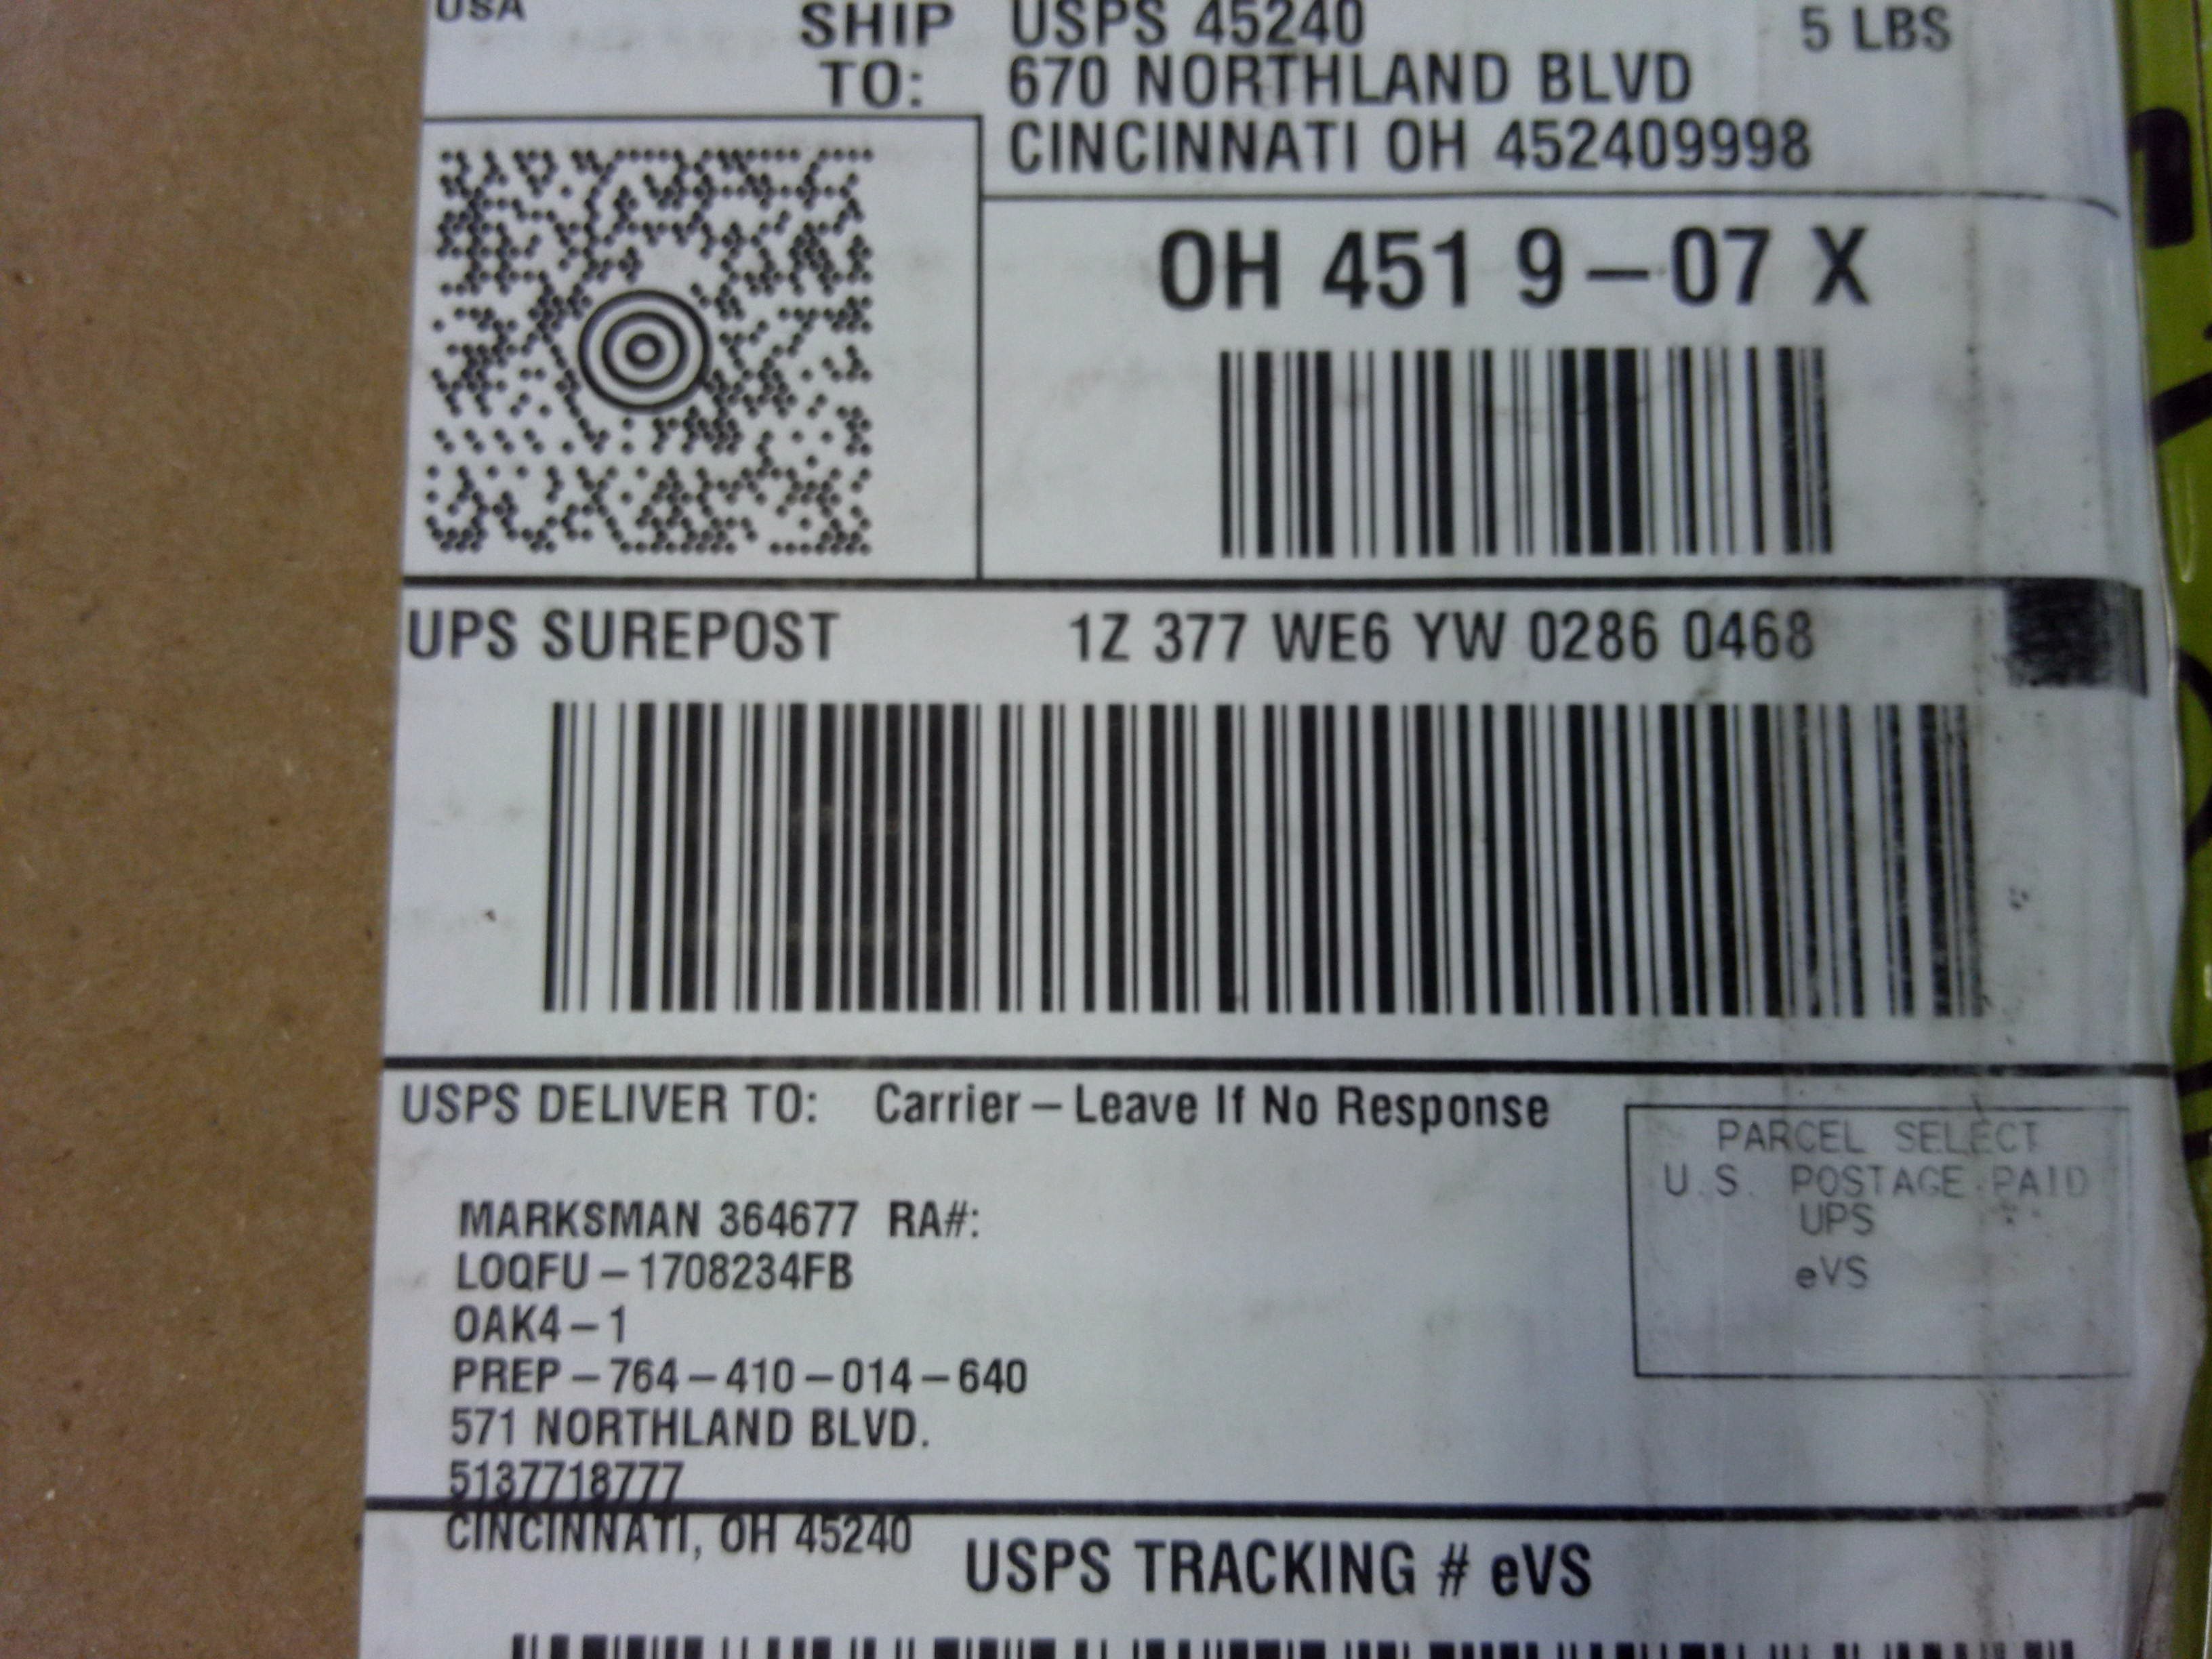 USA
SHIP TO: USPS 45240 5 LBS
670 NORTHLAND BLVD
CINCINNATI OH 452409998
OH 451 9-07 X
UPS SUREPOST 1Z 377 WE6 YW 0286 0468
USPS DELIVER TO: Carrier-Leave If No Response
PARCEL SELECT
U.S. POSTAGE PAID
UPS
eVS
MARKSMAN 364677 RA#:
LOQFU-1708234FB
OAK4-1
PREP-764-410-014-640
571 NORTHLAND BLVD.
5137718777
CINCINNATI, OH 45240
USPS TRACKING # eVS